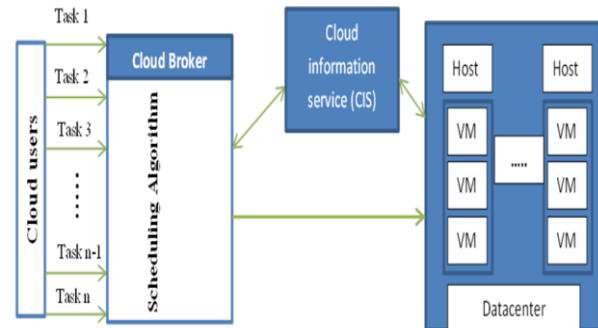 Cloud users
Task 1
Task 2
Task 3
.....
Task n-1
Task n
Cloud Broker
Scheduling Algorithm
Cloud
information
service (CIS)
Host
Host
VM
VM
VM
.....
VM
VM
VM
Datacenter